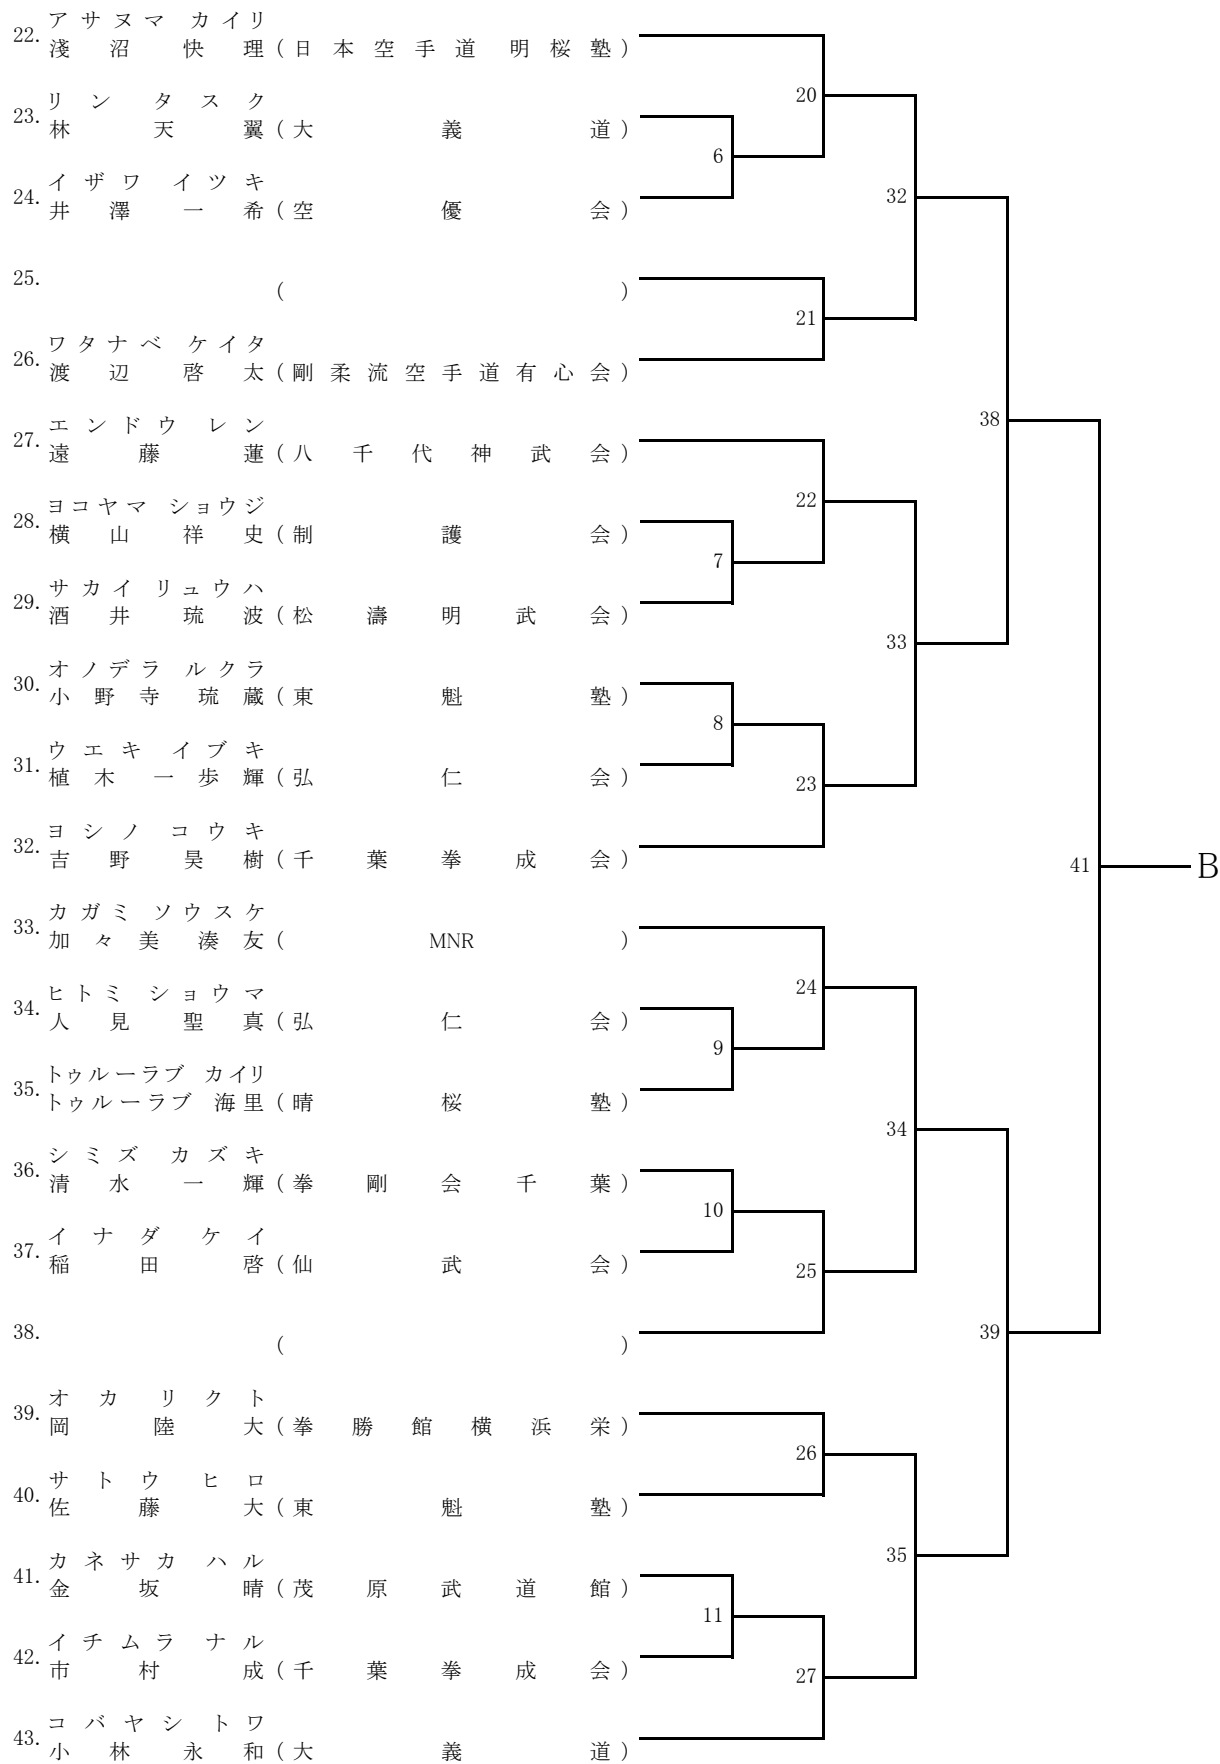 アサヌマ カイリ
22. 淺沼 快理 (日本空手道 明桜塾)
20
リン タスク
23. 林 天翼 (大義道)
6
イザワ イツキ
24. 井澤 一希 (空優会)
32
25. ( )
21
ワタナベ ケイタ
26. 渡辺 啓太 (剛柔流空手道有心会)
38
エンドウ レン
27. 遠藤 蓮 (八千代神武会)
22
ヨコヤマ ショウジ
28. 横山 祥史 (制護会)
7
サカイ リュウハ
29. 酒井 琉波 (松濤明武会)
33
オノデラ ルクラ
30. 小野寺 琉蔵 (東魁塾)
8
ウエキ イブキ
31. 植木 一歩輝 (弘仁会)
23
ヨシノ コウキ
32. 吉野 昊樹 (千葉拳成会)
41 B
カガミ ソウスケ
33. 加々美 湊友 (MNR)
24
ヒトミ ショウマ
34. 人見 聖真 (弘仁会)
9
トゥルーラブ カイリ
35. トゥルーラブ 海里 (晴桜塾)
34
シミズ カズキ
36. 清水 一輝 (拳剛会千葉)
10
イナダ ケイ
37. 稲田 啓 (仙武会)
25
38. ( )
39
オカ リクト
39. 岡 陸大 (拳勝館横浜栄)
26
サトウ ヒロ
40. 佐藤 大 (東魁塾)
35
カネサカ ハル
41. 金坂 晴 (茂原武道館)
11
イチムラ ナル
42. 市村 成 (千葉拳成会)
27
コバヤシ トワ
43. 小林 永和 (大義道)